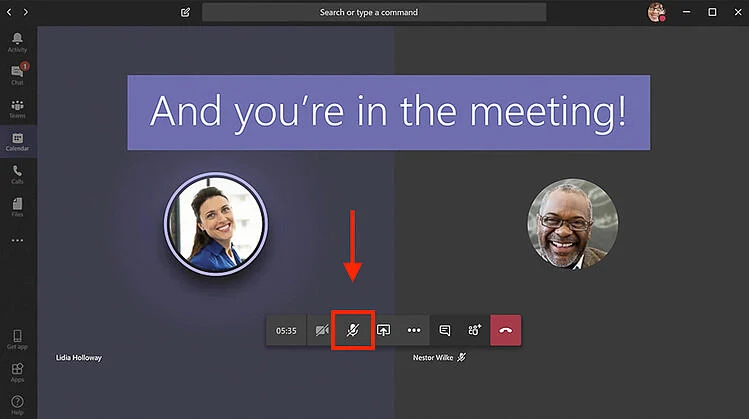 Search or type a command
Activity
1
Chat
Teams
Calendar
Calls
Files
Get app
Apps
Help
And you're in the meeting!
05:35
Lidia Holloway
Nestor Wilke